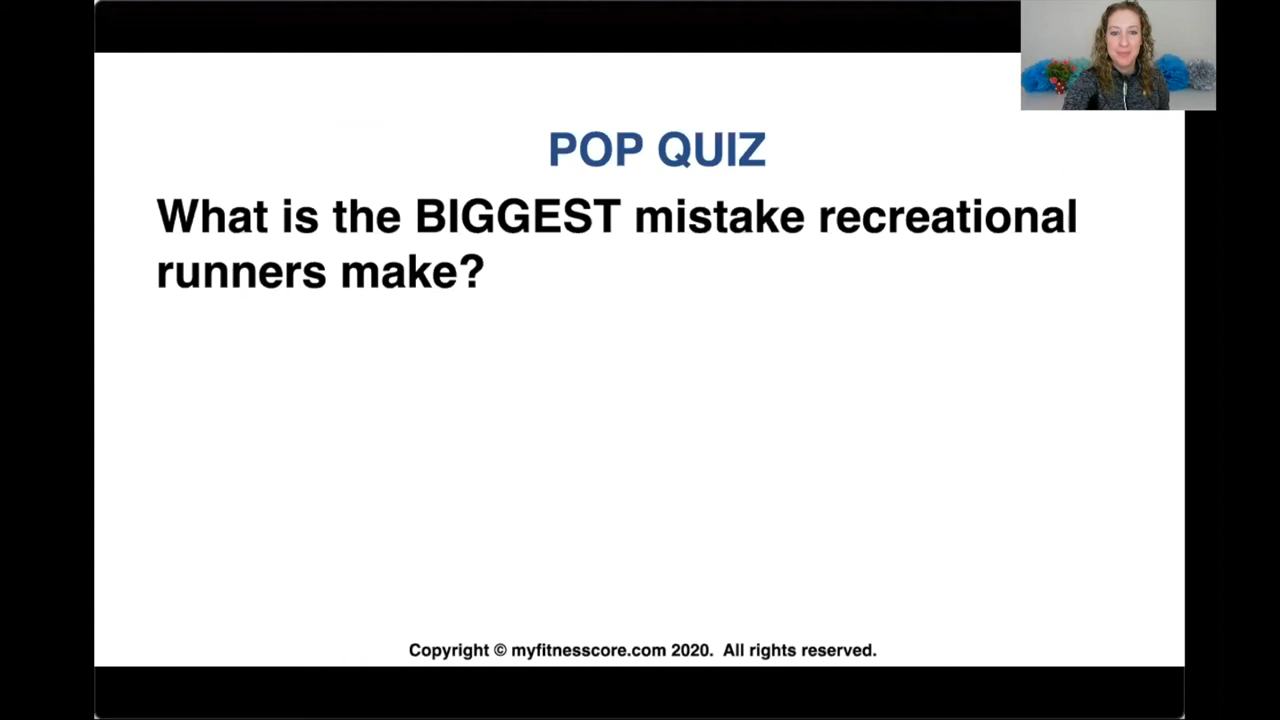 POP QUIZ
What is the BIGGEST mistake recreational
runners make?
Copyright © myfitnesscore.com 2020. All rights reserved.